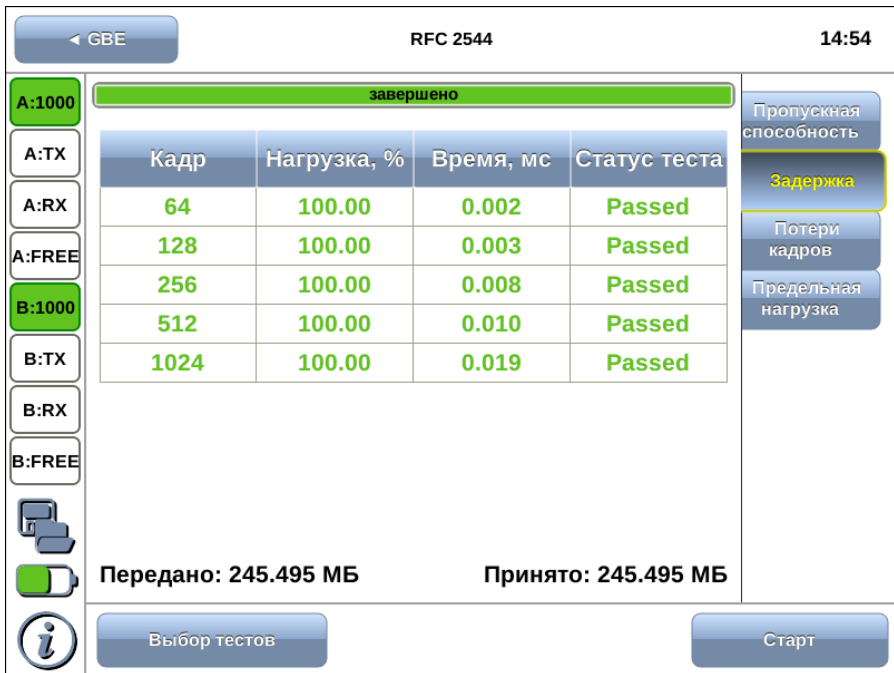 ◄ GBE
RFC 2544
14:54
A:1000
A:TX
A:RX
A:FREE
B:1000
B:TX
B:RX
B:FREE
завершено
Кадр Нагрузка, % Время, мс Статус теста
64 100.00 0.002 Passed
128 100.00 0.003 Passed
256 100.00 0.008 Passed
512 100.00 0.010 Passed
1024 100.00 0.019 Passed
Передано: 245.495 МБ
Принято: 245.495 МБ
Пропускная
способность
Задержка
Потери
кадров
Предельная
нагрузка
i
Выбор тестов
Старт